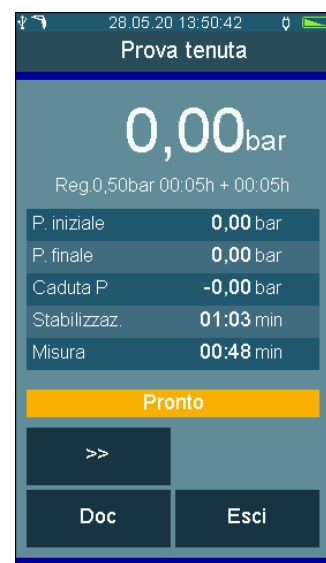 28.05.20 13:50:42
Prova tenuta
0,00bar
Reg.0,50bar 00:05h + 00:05h
P. iniziale 0,00 bar
P. finale 0,00 bar
Caduta P -0,00 bar
Stabilizzaz. 01:03 min
Misura 00:48 min
Pronto
>>
Doc Esci